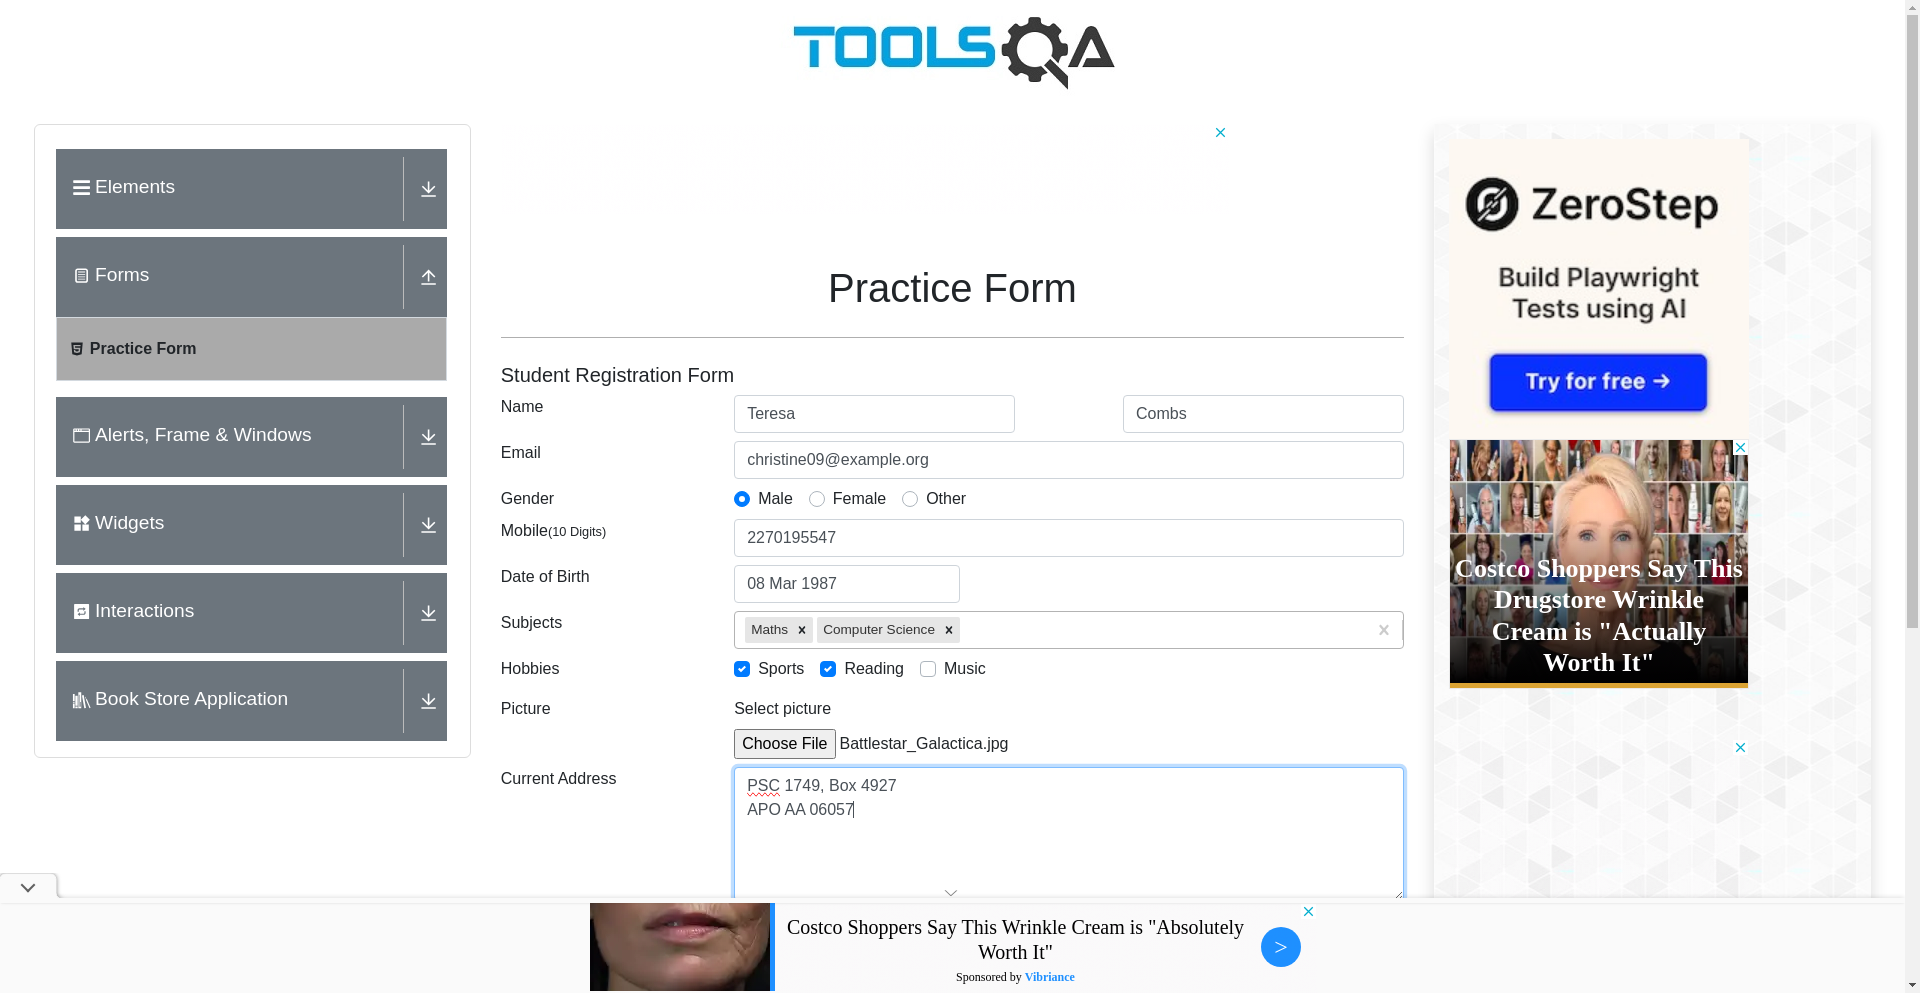 TOOLSQA
Elements
Forms
Practice Form
Alerts, Frame & Windows
Widgets
Interactions
Book Store Application
Practice Form
Student Registration Form
Name Teresa Combs
Email christine09@example.org
Gender Male Female Other
Mobile(10 Digits) 2270195547
Date of Birth 08 Mar 1987
Subjects Maths Computer Science
Hobbies Sports Reading Music
Picture Select picture
Choose File Battlestar_Galactica.jpg
Current Address PSC 1749, Box 4927
APO AA 06057
ZeroStep
Build Playwright
Tests using AI
Try for free →
Costco Shoppers Say This
Drugstore Wrinkle
Cream is "Actually
Worth It"
Costco Shoppers Say This Wrinkle Cream is "Absolutely
Worth It"
Sponsored by Vibriance
>